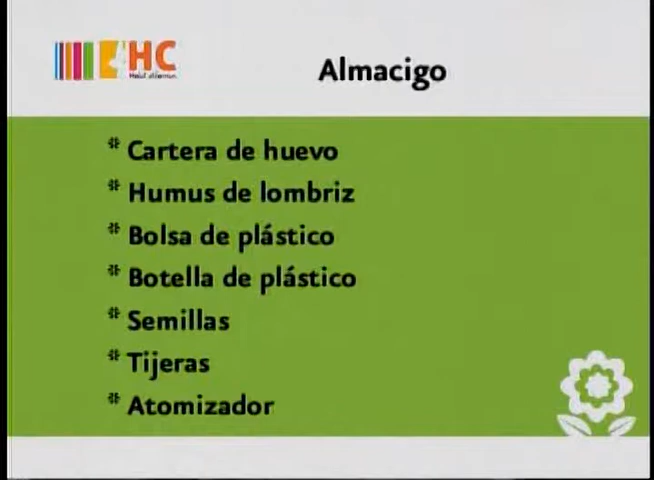 HC
Almacigo
* Cartera de huevo
* Humus de lombriz
* Bolsa de plástico
* Botella de plástico
* Semillas
* Tijeras
* Atomizador